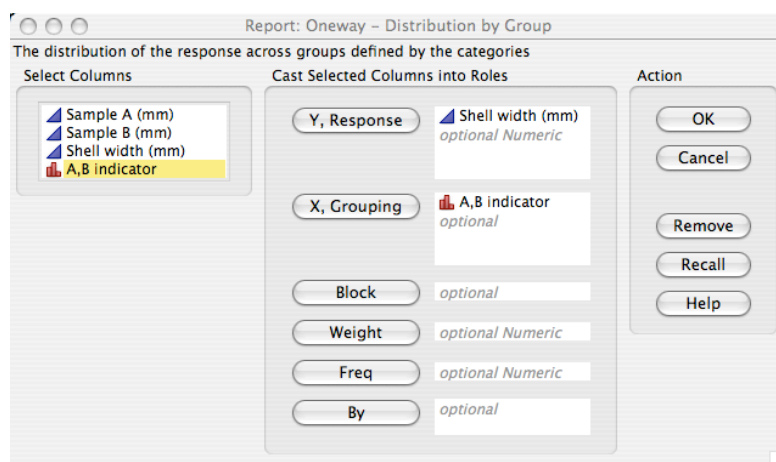 Report: Oneway – Distribution by Group
The distribution of the response across groups defined by the categories
Select Columns
Sample A (mm)
Sample B (mm)
Shell width (mm)
A,B indicator
Cast Selected Columns into Roles
Y, Response
Shell width (mm)
optional Numeric
X, Grouping
A,B indicator
optional
Block
optional
Weight
optional Numeric
Freq
optional Numeric
By
optional
Action
OK
Cancel
Remove
Recall
Help